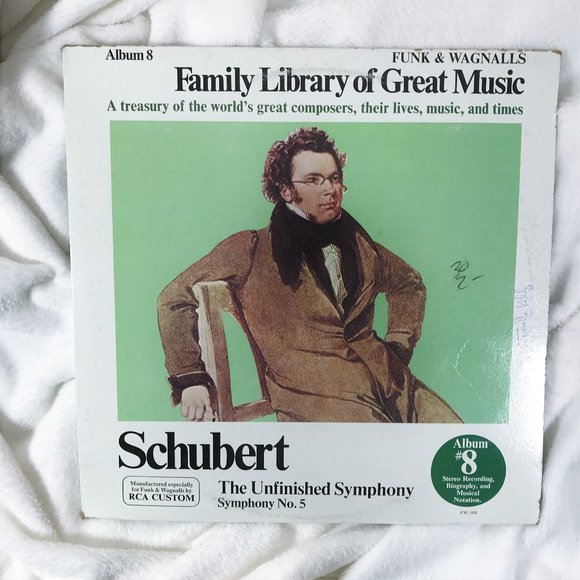 Album 8
FUNK & WAGNALLS
Family Library of Great Music
A treasury of the world's great composers, their lives, music, and times
Schubert
Manufactured especially
for Funk & Wagnalls by
RCA CUSTOM
The Unfinished Symphony
Symphony No. 5
Album
#8
Stereo Recording,
Biography, and
Musical
Notation.